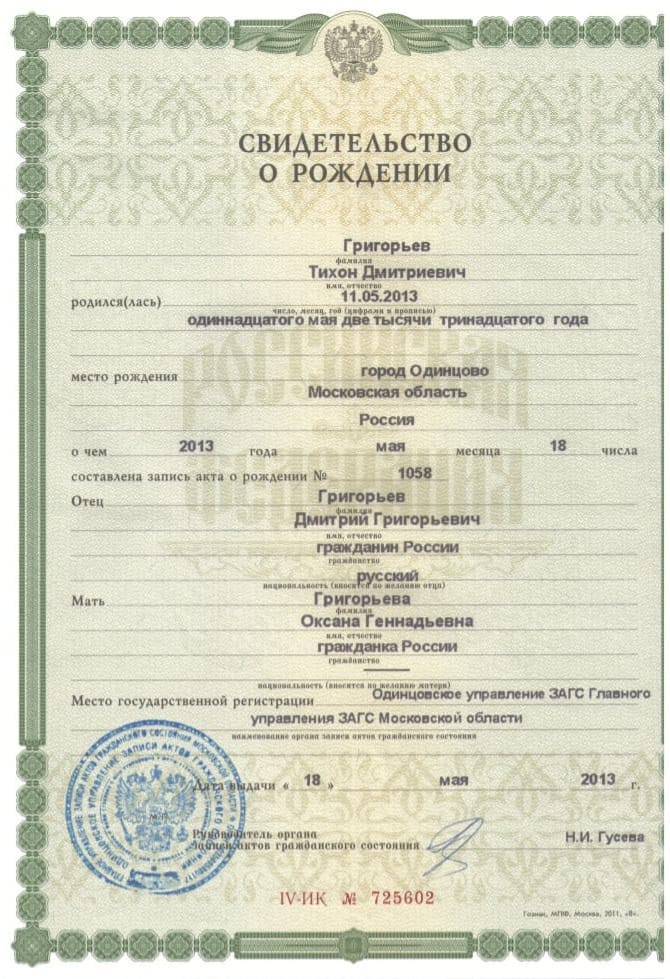 СВИДЕТЕЛЬСТВО
О РОЖДЕНИИ
Григорьев
фамилия
Тихон Дмитриевич
имя, отчество
родился(лась) 11.05.2013
число, месяц, год (цифрами и прописью)
одиннадцатого мая две тысячи тринадцатого года
место рождения город Одинцово
Московская область
Россия
о чем 2013 года мая месяца 18 числа
составлена запись акта о рождении № 1058
Отец Григорьев
фамилия
Дмитрий Григорьевич
имя, отчество
гражданин России
гражданство
русский
национальность (вносится по желанию отца)
Мать Григорьева
фамилия
Оксана Геннадьевна
имя, отчество
гражданка России
гражданство
национальность (вносится по желанию матери)
Место государственной регистрации Одинцовское управление ЗАГС Главного
управления ЗАГС Московской области
наименование органа записи актов гражданского состояния
Дата выдачи « 18 » мая 2013 г.
М.П.
Руководитель органа
записи актов гражданского состояния Н.И. Гусева
IV-ИК № 725602
Гознак, МПФ, Москва, 2011, «В».
РОССИЙСКАЯ
ФЕДЕРАЦИЯ